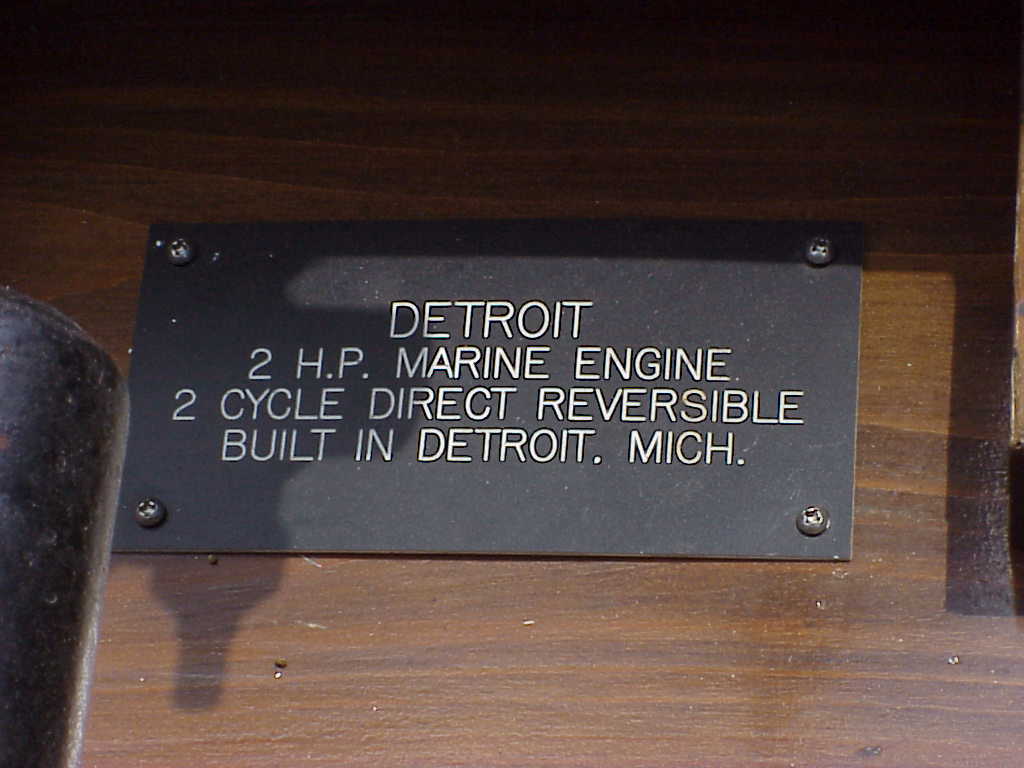 DETROIT
2 H.P. MARINE ENGINE
2 CYCLE DIRECT REVERSIBLE
BUILT IN DETROIT. MICH.